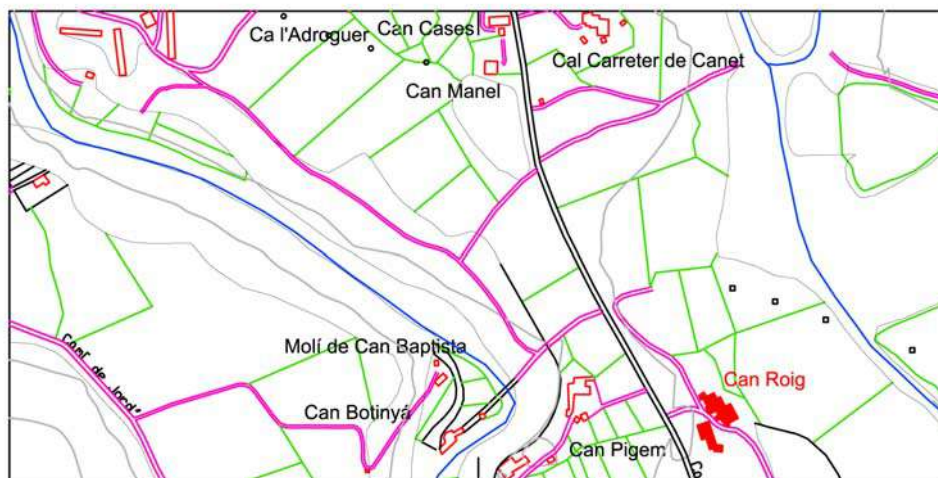 Ca l'Adroguer
Can Cases
Cal Carreter de Canet
Can Manel
Molí de Can Baptista
Can Roig
Can Botinyá
Can Pigem